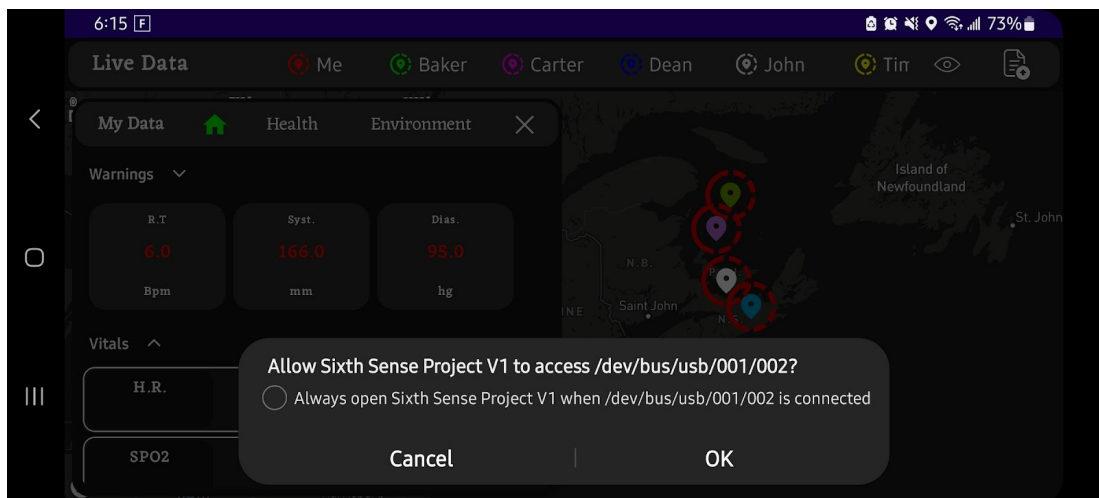 6:15 F
73%
Live Data
Me
Baker
Carter
Dean
John
Tim
My Data
Health
Environment
Warnings
R.T
6.0
Bpm
Syst.
166.0
mm
Dias.
95.0
hg
Vitals
H.R.
SPO2
Island of
Newfoundland
St. John
N.B.
Saint John
INE
N.S.
Allow Sixth Sense Project V1 to access /dev/bus/usb/001/002?
Always open Sixth Sense Project V1 when /dev/bus/usb/001/002 is connected
Cancel
OK